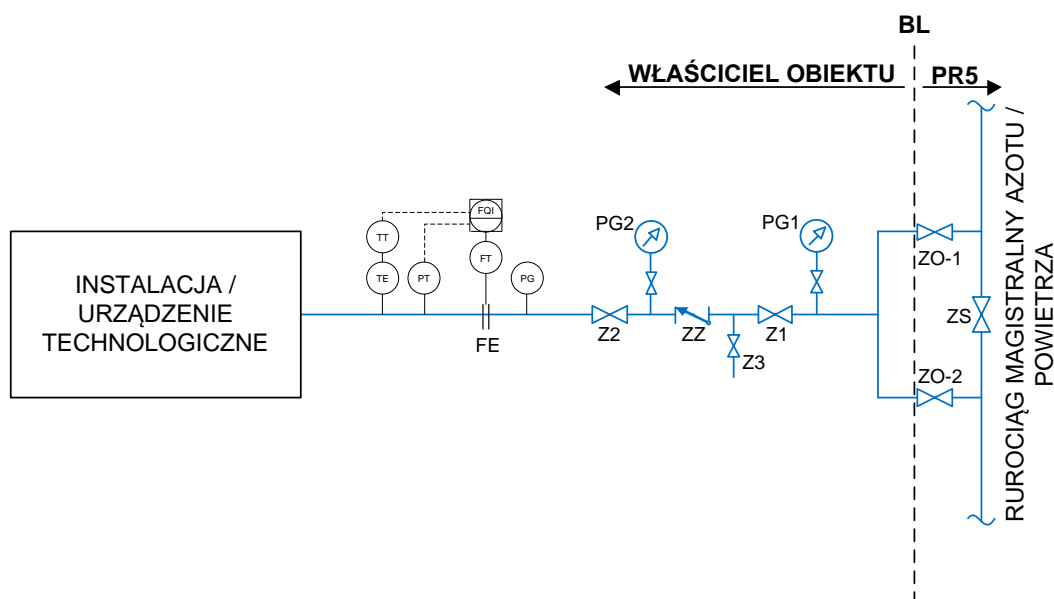 BL
WŁAŚCICIEL OBIEKTU
PR5
RUROCIĄG MAGISTRALNY AZOTU /
POWIETRZA
INSTALACJA /
URZĄDZENIE
TECHNOLOGICZNE
FQI
TT
FT
TE
PT
PG
FE
PG2
PG1
Z2
ZZ
Z1
Z3
ZO-1
ZS
ZO-2